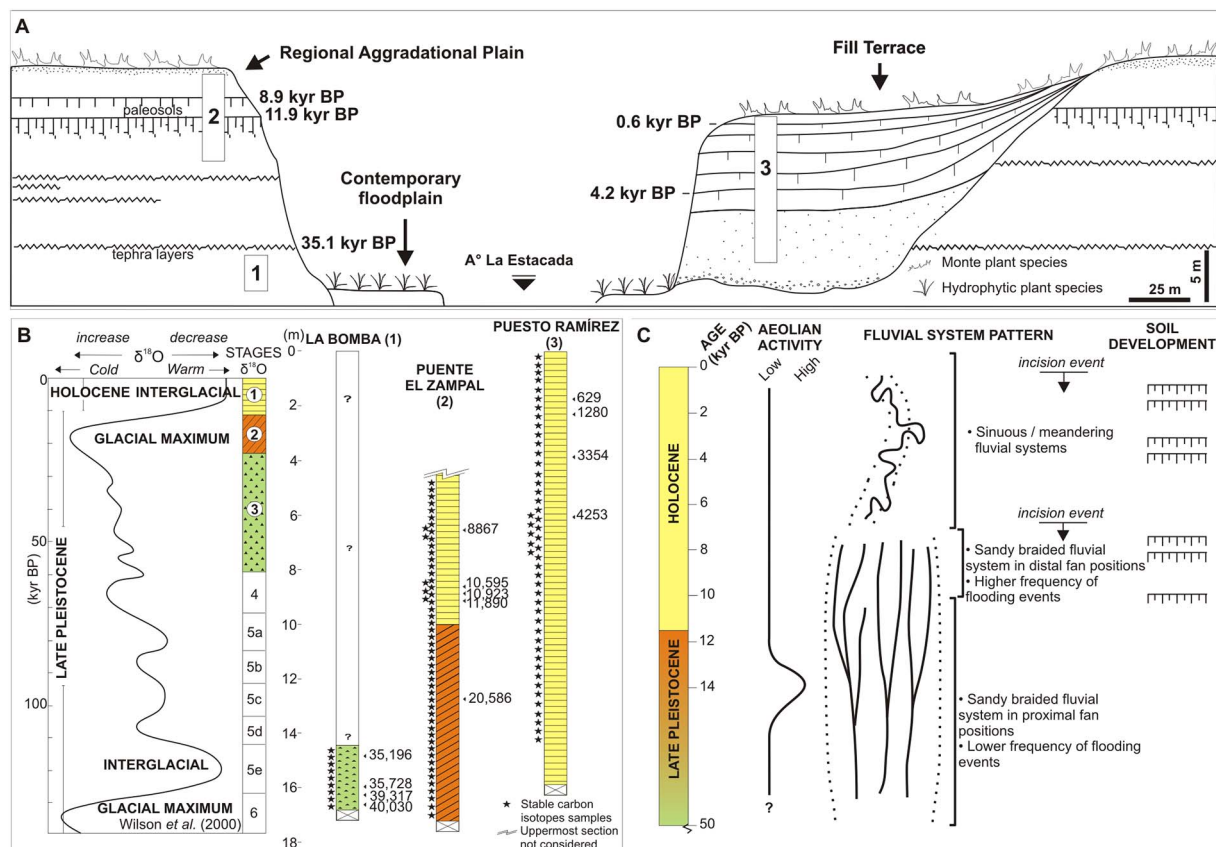 A
Regional Aggradational Plain
Fill Terrace
8.9 kyr BP
paleosols
11.9 kyr BP
2
0.6 kyr BP
3
Contemporary
floodplain
4.2 kyr BP
35.1 kyr BP
tephra layers
1
A° La Estacada
Monte plant species
Hydrophytic plant species
5 m
25 m
B
increase
decrease
δ¹⁸O
Cold
Warm
STAGES
δ¹⁸O
0
HOLOCENE INTERGLACIAL
1
GLACIAL MAXIMUM
2
3
50
(kyr BP)
LATE PLEISTOCENE
4
5a
5b
5c
100
5d
INTERGLACIAL
5e
GLACIAL MAXIMUM
6
Wilson et al. (2000)
(m)
0
2
4
6
8
10
12
14
16
18
LA BOMBA (1)
?
?
?
35,196
35,728
39,317
40,030
PUENTE
EL ZAMPAL
(2)
8867
10,595
10,923
11,890
20,586
PUESTO RAMÍREZ
(3)
629
1280
3354
4253
Stable carbon
isotopes samples
Uppermost section
not considered
C
AGE
(kyr BP)
AEOLIAN
ACTIVITY
Low
High
FLUVIAL SYSTEM PATTERN
SOIL
DEVELOPMENT
0
2
4
6
8
10
12
14
50
HOLOCENE
LATE PLEISTOCENE
?
incision event
• Sinuous / meandering
fluvial systems
incision event
• Sandy braided fluvial
system in distal fan positions
• Higher frequency of
flooding events
• Sandy braided fluvial
system in proximal fan
positions
• Lower frequency of flooding
events